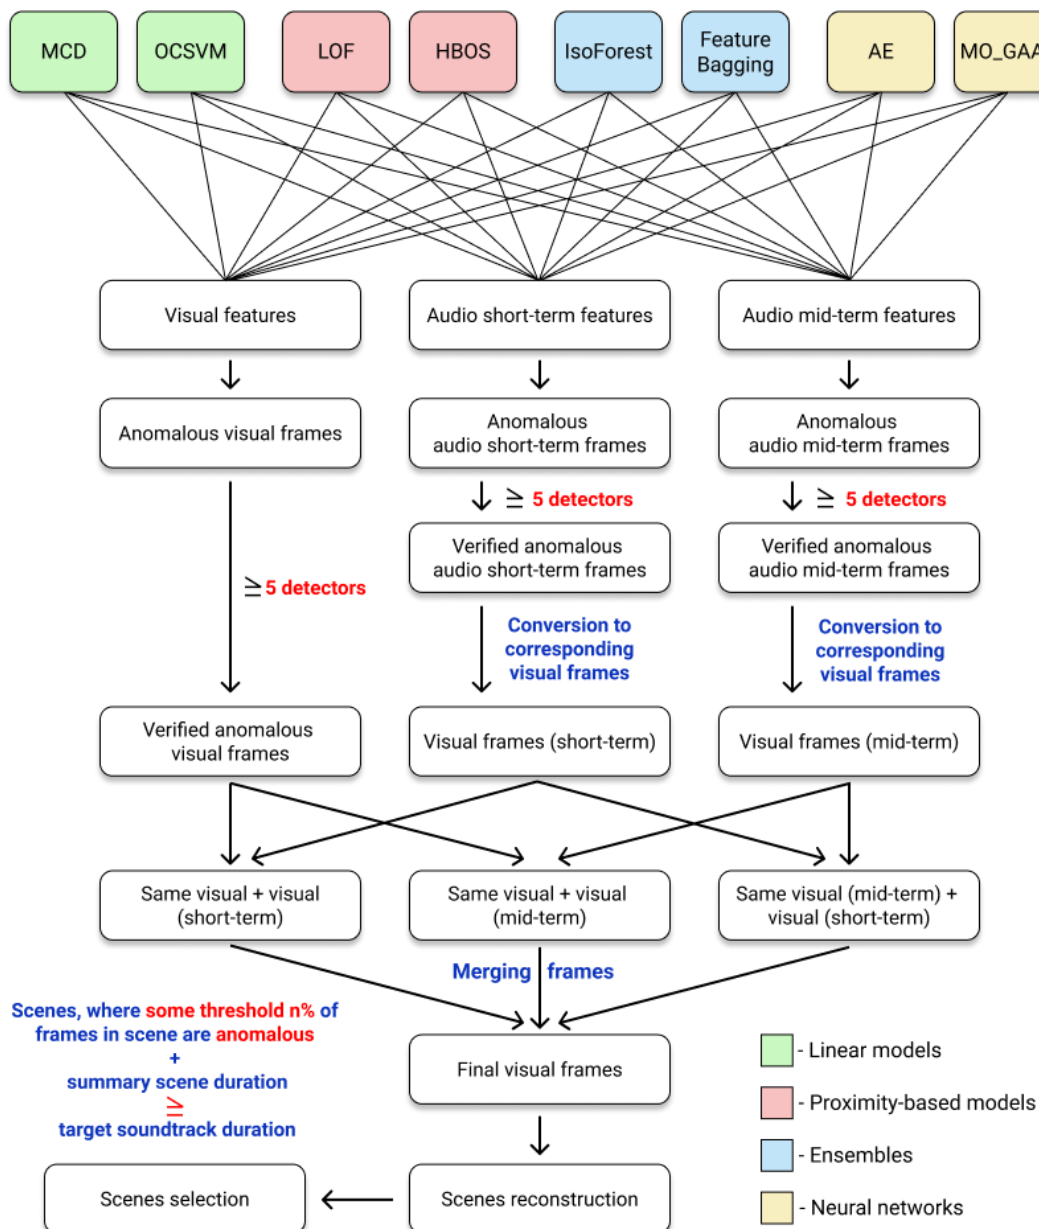 MCD
OCSVM
LOF
HBOS
IsoForest
Feature
Bagging
AE
MO_GAA
Visual features
Audio short-term features
Audio mid-term features
Anomalous visual frames
Anomalous
audio short-term frames
Anomalous
audio mid-term frames
≧ 5 detectors
≧ 5 detectors
Verified anomalous
audio short-term frames
Verified anomalous
audio mid-term frames
≧ 5 detectors
Conversion to
corresponding
visual frames
Conversion to
corresponding
visual frames
Verified anomalous
visual frames
Visual frames (short-term)
Visual frames (mid-term)
Same visual + visual
(short-term)
Same visual + visual
(mid-term)
Same visual (mid-term) +
visual (short-term)
Merging frames
Scenes, where some threshold n% of
frames in scene are anomalous
+
summary scene duration
≧
target soundtrack duration
Final visual frames
Scenes reconstruction
Scenes selection
- Linear models
- Proximity-based models
- Ensembles
- Neural networks